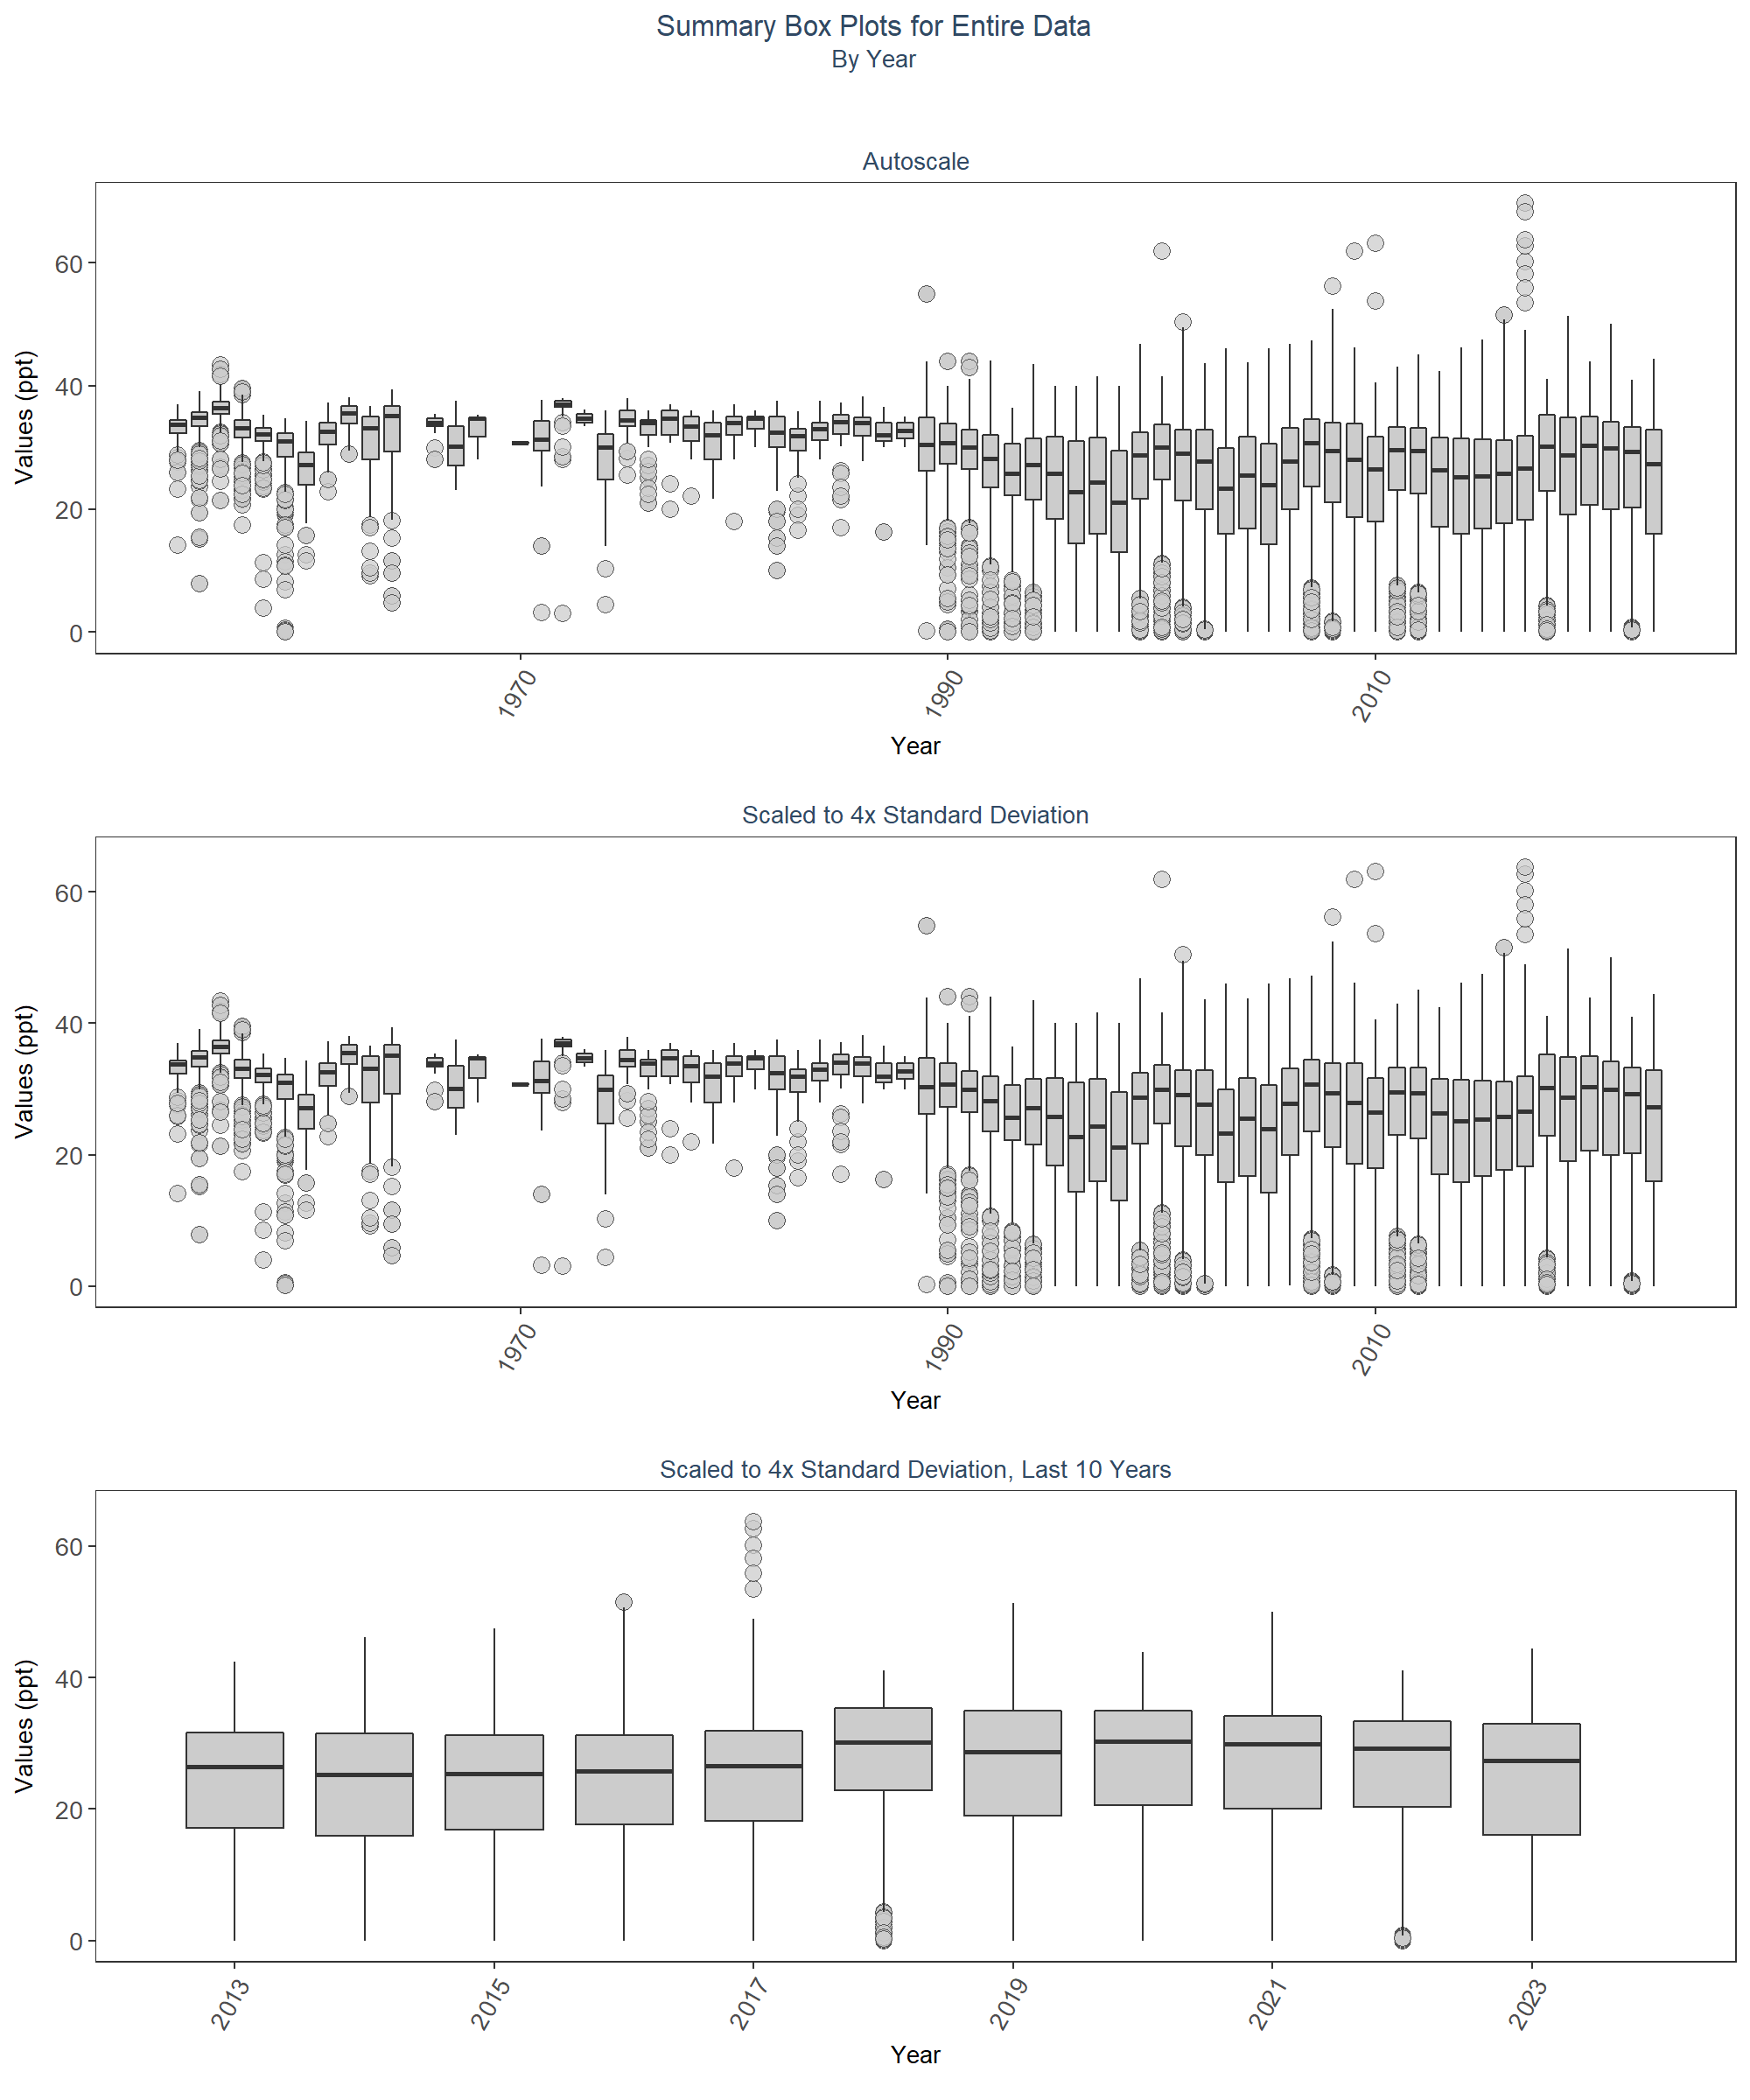 Summary Box Plots for Entire Data
By Year
Autoscale
Values (ppt)
60
40
20
0
1970
1990
2010
Year
Scaled to 4x Standard Deviation
Values (ppt)
60
40
20
0
1970
1990
2010
Year
Scaled to 4x Standard Deviation, Last 10 Years
Values (ppt)
60
40
20
0
2013
2015
2017
2019
2021
2023
Year